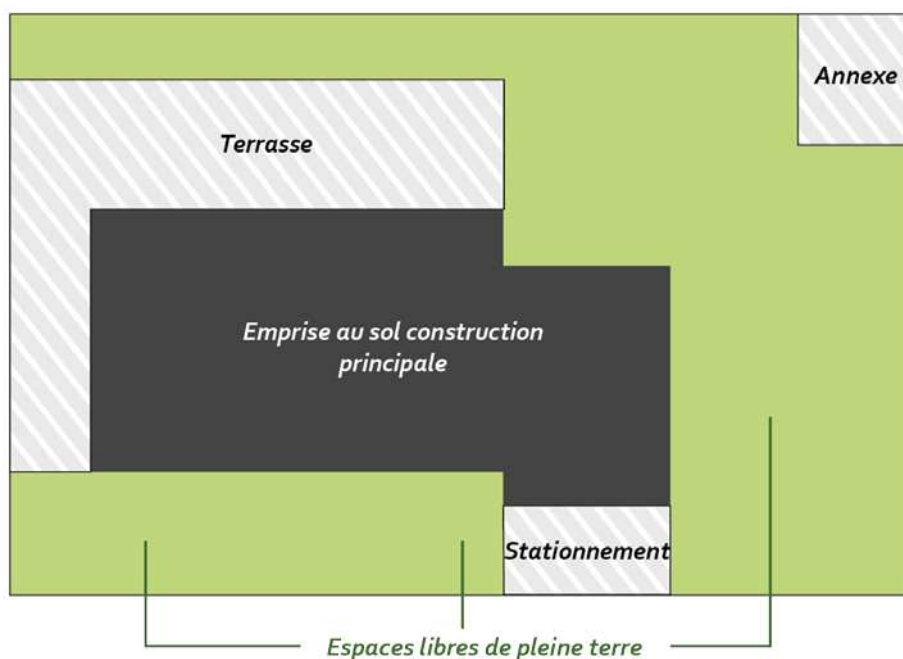 Annexe
Terrasse
Emprise au sol construction
principale
Stationnement
Espaces libres de pleine terre